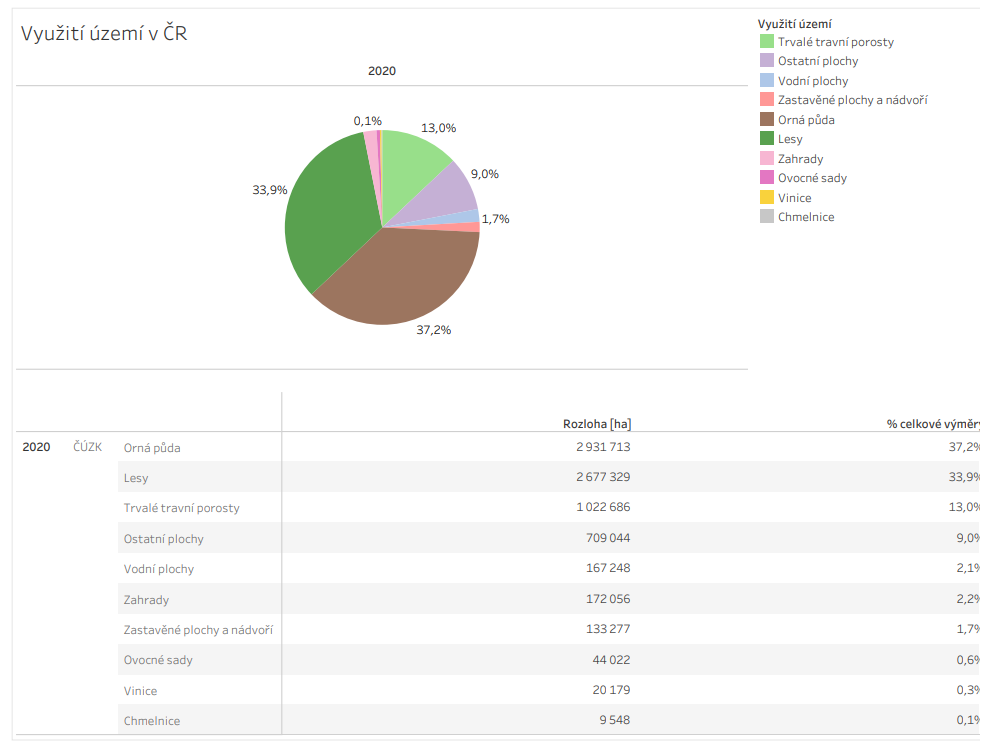 Využití území v ČR
2020
0,1%
13,0%
9,0%
33,9%
1,7%
37,2%
Využití území
Trvalé travní porosty
Ostatní plochy
Vodní plochy
Zastavěné plochy a nádvoří
Orná půda
Lesy
Zahrady
Ovocné sady
Vinice
Chmelnice
Rozloha [ha] % celkové výměry
2020 ČÚZK Orná půda 2 931 713 37,2%
Lesy 2 677 329 33,9%
Trvalé travní porosty 1 022 686 13,0%
Ostatní plochy 709 044 9,0%
Vodní plochy 167 248 2,1%
Zahrady 172 056 2,2%
Zastavěné plochy a nádvoří 133 277 1,7%
Ovocné sady 44 022 0,6%
Vinice 20 179 0,3%
Chmelnice 9 548 0,1%